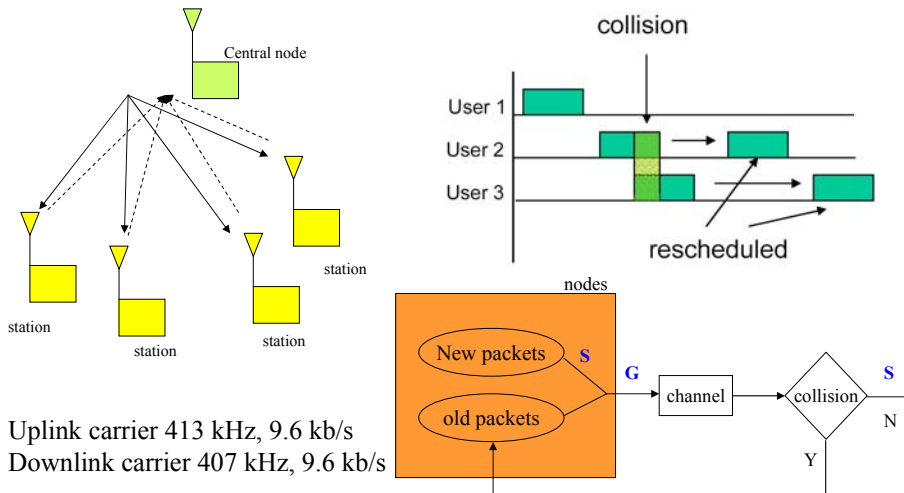 Central node
station
station
station
station
collision
User 1
User 2
User 3
rescheduled
nodes
New packets
S
old packets
G
channel
collision
S
N
Y
Uplink carrier 413 kHz, 9.6 kb/s
Downlink carrier 407 kHz, 9.6 kb/s